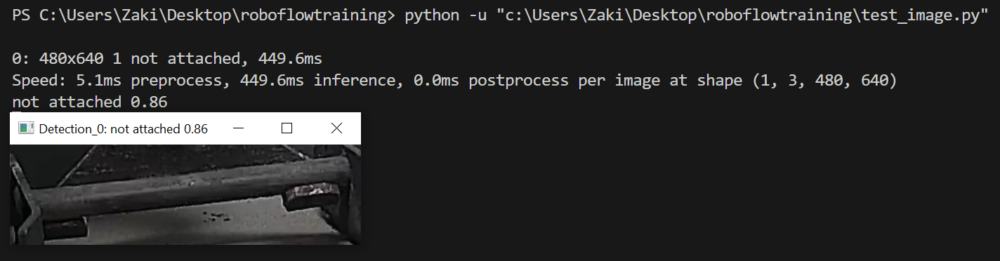 PS C:\Users\Zaki\Desktop\roboflowtraining> python -u "c:\Users\Zaki\Desktop\roboflowtraining\test_image.py"
0: 480x640 1 not attached, 449.6ms
Speed: 5.1ms preprocess, 449.6ms inference, 0.0ms postprocess per image at shape (1, 3, 480, 640)
not attached 0.86
Detection_0: not attached 0.86